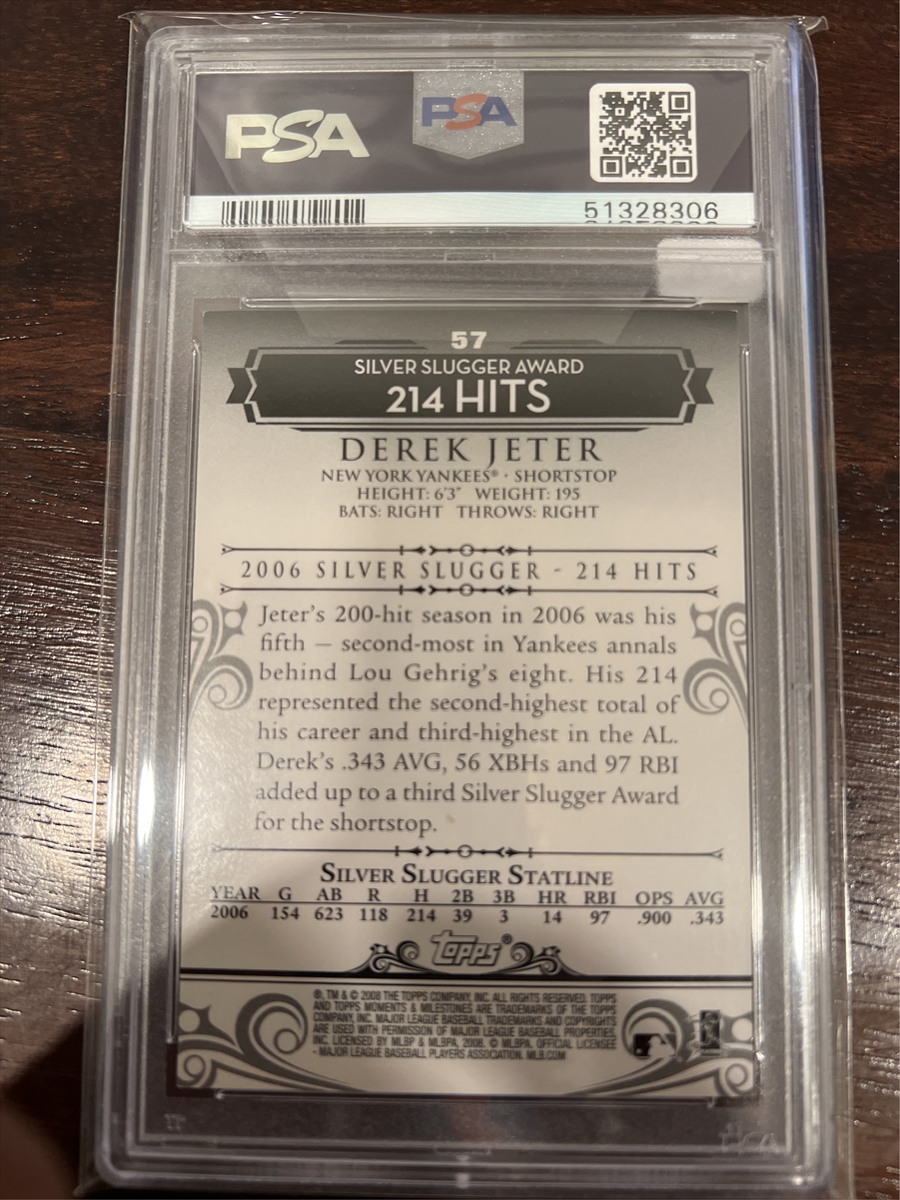 PSA
PSA
51328306
57
SILVER SLUGGER AWARD
214 HITS
DEREK JETER
NEW YORK YANKEES® · SHORTSTOP
HEIGHT: 6'3" WEIGHT: 195
BATS: RIGHT THROWS: RIGHT
2006 SILVER SLUGGER - 214 HITS
Jeter's 200-hit season in 2006 was his
fifth — second-most in Yankees annals
behind Lou Gehrig's eight. His 214
represented the second-highest total of
his career and third-highest in the AL.
Derek's .343 AVG, 56 XBHs and 97 RBI
added up to a third Silver Slugger Award
for the shortstop.
SILVER SLUGGER STATLINE
YEAR G AB R H 2B 3B HR RBI OPS AVG
2006 154 623 118 214 39 3 14 97 .900 .343
topps®
®, TM & © 2008 THE TOPPS COMPANY, INC. ALL RIGHTS RESERVED. TOPPS
AND TOPPS MOMENTS & MILESTONES ARE TRADEMARKS OF THE TOPPS
COMPANY, INC. MAJOR LEAGUE BASEBALL TRADEMARKS AND COPYRIGHTS
ARE USED WITH PERMISSION OF MAJOR LEAGUE BASEBALL PROPERTIES,
INC. LICENSED BY MLBP & MLBPA, 2008. © MLBPA. OFFICIAL LICENSEE
- MAJOR LEAGUE BASEBALL PLAYERS ASSOCIATION. MLB.COM